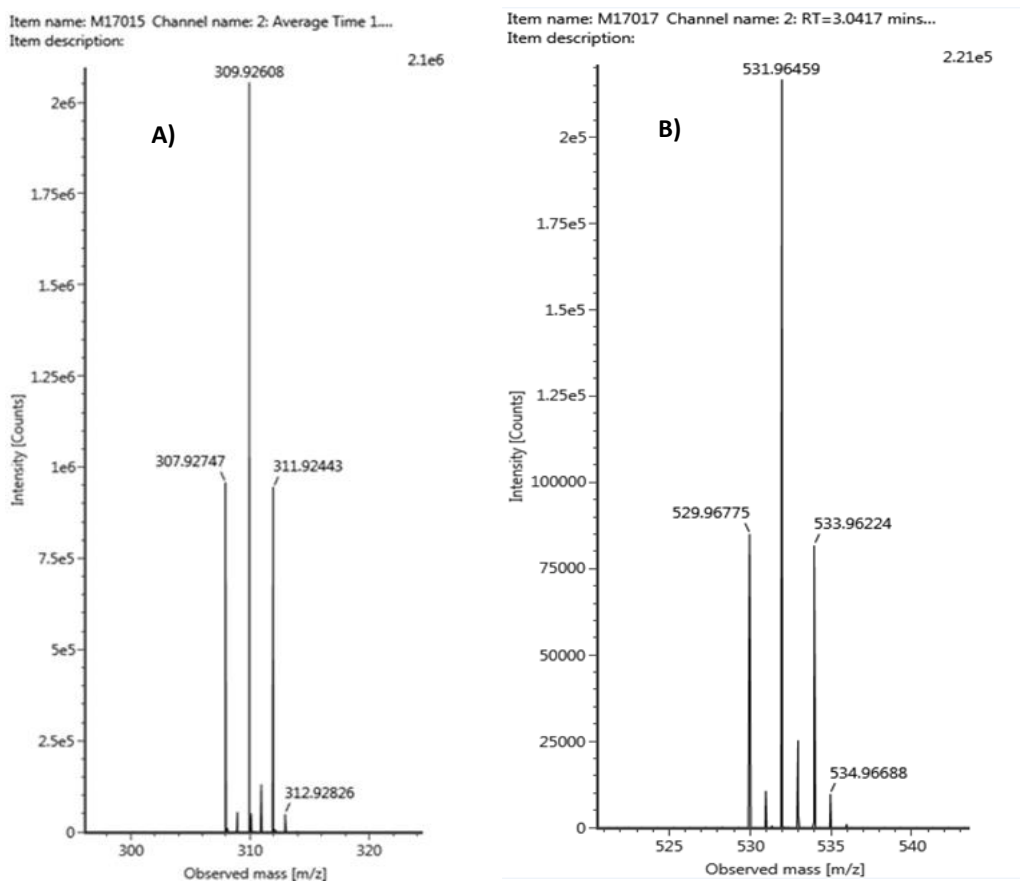 Item name: M17015 Channel name: 2: Average Time 1....
Item description:
2.1e6
309.92608
2e6
A)
1.75e6
1.5e6
1.25e6
307.92747
311.92443
1e6
7.5e5
5e5
2.5e5
312.92826
0
300
310
320
Intensity [Counts]
Observed mass [m/z]
Item name: M17017 Channel name: 2: RT=3.0417 mins...
Item description:
2.21e5
531.96459
B)
2e5
1.75e5
1.5e5
1.25e5
100000
529.96775
533.96224
75000
50000
25000
534.96688
0
525
530
535
540
Intensity [Counts]
Observed mass [m/z]